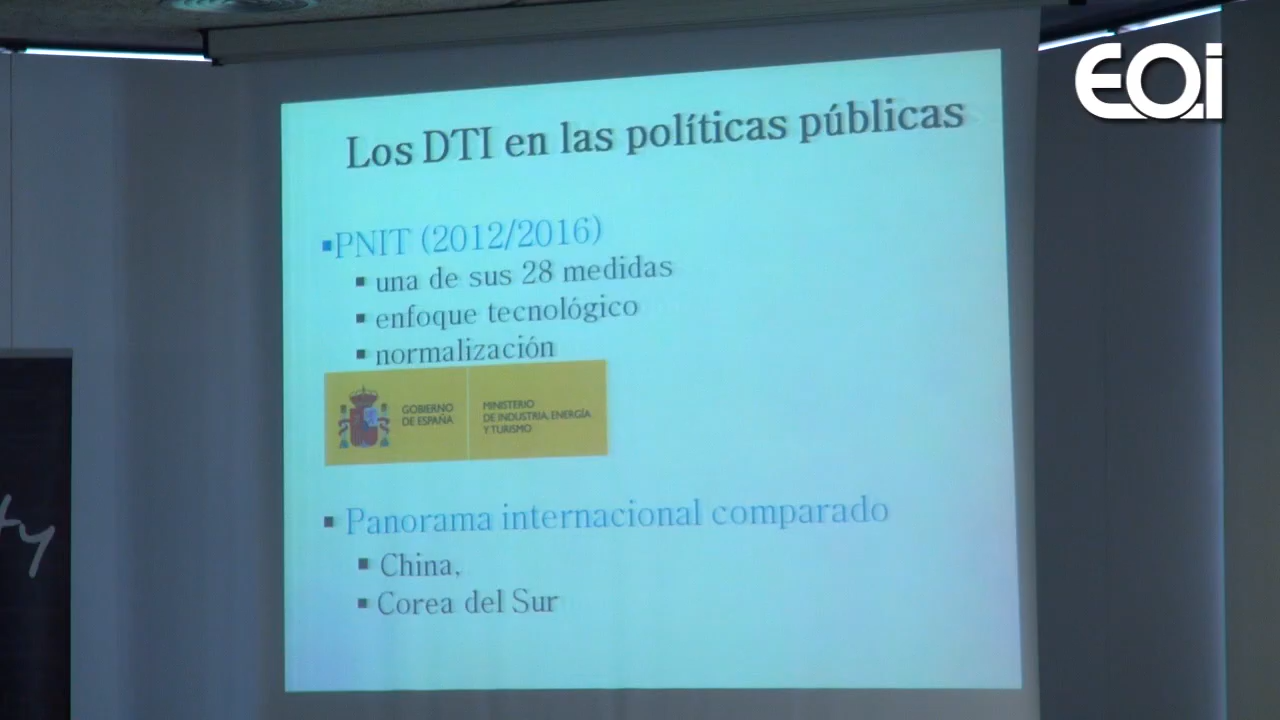 EOi
Los DTI en las políticas públicas
▪PNIT (2012/2016)
▪ una de sus 28 medidas
▪ enfoque tecnológico
▪ normalización
GOBIERNO
DE ESPAÑA
MINISTERIO
DE INDUSTRIA, ENERGÍA
Y TURISMO
▪ Panorama internacional comparado
▪ China,
▪ Corea del Sur
ty